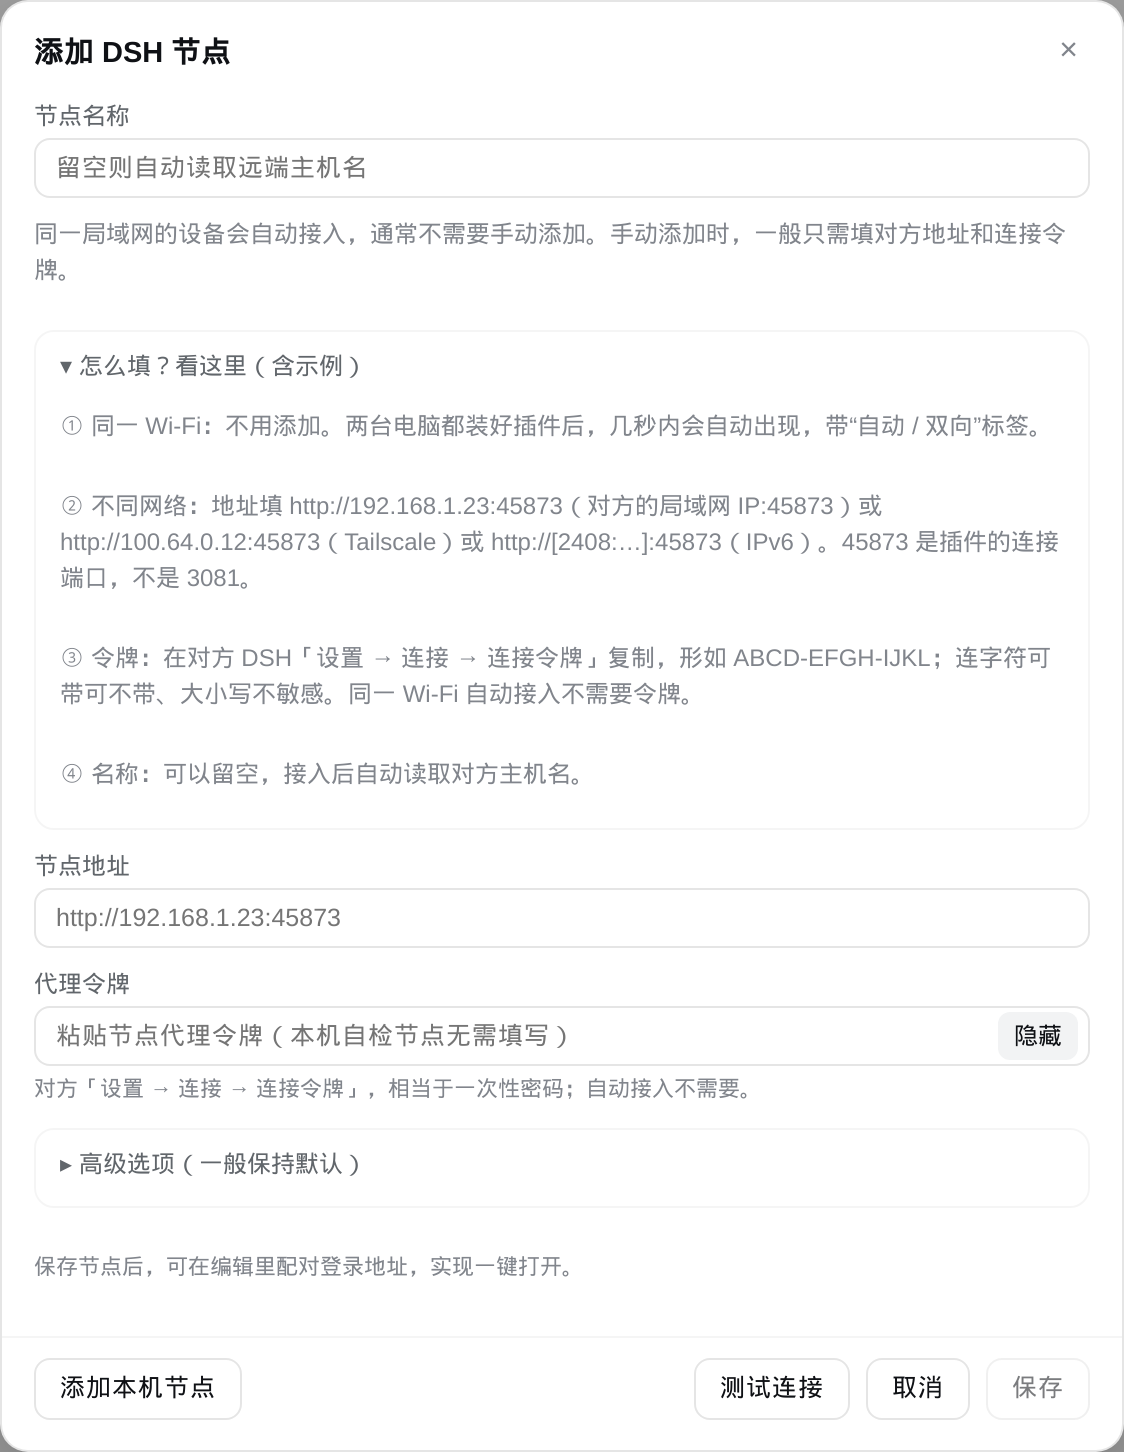 添加 DSH 节点
×
节点名称
留空则自动读取远端主机名
同一局域网的设备会自动接入，通常不需要手动添加。手动添加时，一般只需填对方地址和连接令
牌。
▾ 怎么填？看这里（含示例）
① 同一 Wi-Fi：不用添加。两台电脑都装好插件后，几秒内会自动出现，带“自动 / 双向”标签。
② 不同网络：地址填 http://192.168.1.23:45873（对方的局域网 IP:45873）或
http://100.64.0.12:45873（Tailscale）或 http://[2408:…]:45873（IPv6）。45873 是插件的连接
端口，不是 3081。
③ 令牌：在对方 DSH「设置 → 连接 → 连接令牌」复制，形如 ABCD-EFGH-IJKL；连字符可
带可不带、大小写不敏感。同一 Wi-Fi 自动接入不需要令牌。
④ 名称：可以留空，接入后自动读取对方主机名。
节点地址
http://192.168.1.23:45873
代理令牌
粘贴节点代理令牌（本机自检节点无需填写）
隐藏
对方「设置 → 连接 → 连接令牌」，相当于一次性密码；自动接入不需要。
▸ 高级选项（一般保持默认）
保存节点后，可在编辑里配对登录地址，实现一键打开。
添加本机节点
测试连接
取消
保存